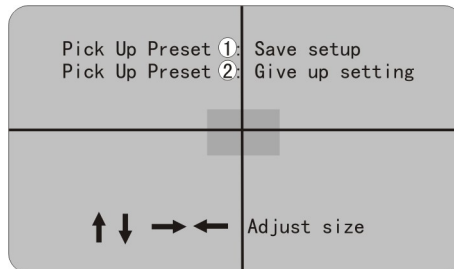 Pick Up Preset ①: Save setup
Pick Up Preset ②: Give up setting
↑ ↓ → ← Adjust size